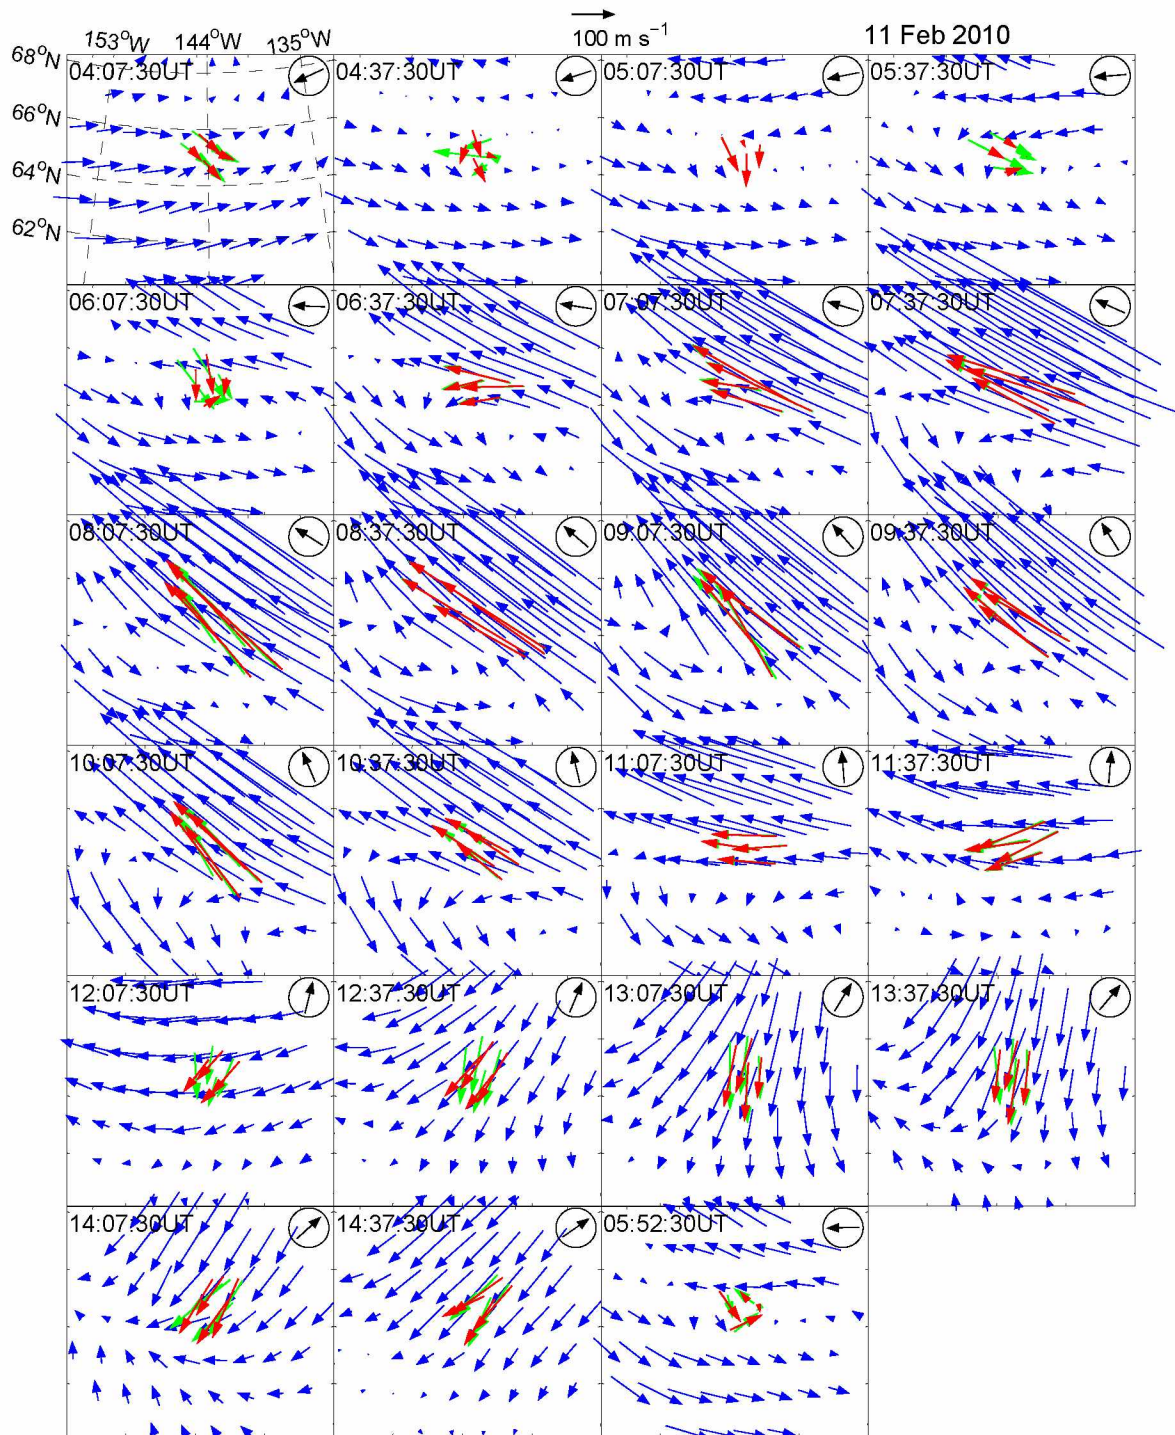 100 m s⁻¹
11 Feb 2010
153°W 144°W 135°W
68°N
66°N
64°N
62°N
04:07:30UT 04:37:30UT 05:07:30UT 05:37:30UT
06:07:30UT 06:37:30UT 07:07:30UT 07:37:30UT
08:07:30UT 08:37:30UT 09:07:30UT 09:37:30UT
10:07:30UT 10:37:30UT 11:07:30UT 11:37:30UT
12:07:30UT 12:37:30UT 13:07:30UT 13:37:30UT
14:07:30UT 14:37:30UT 05:52:30UT